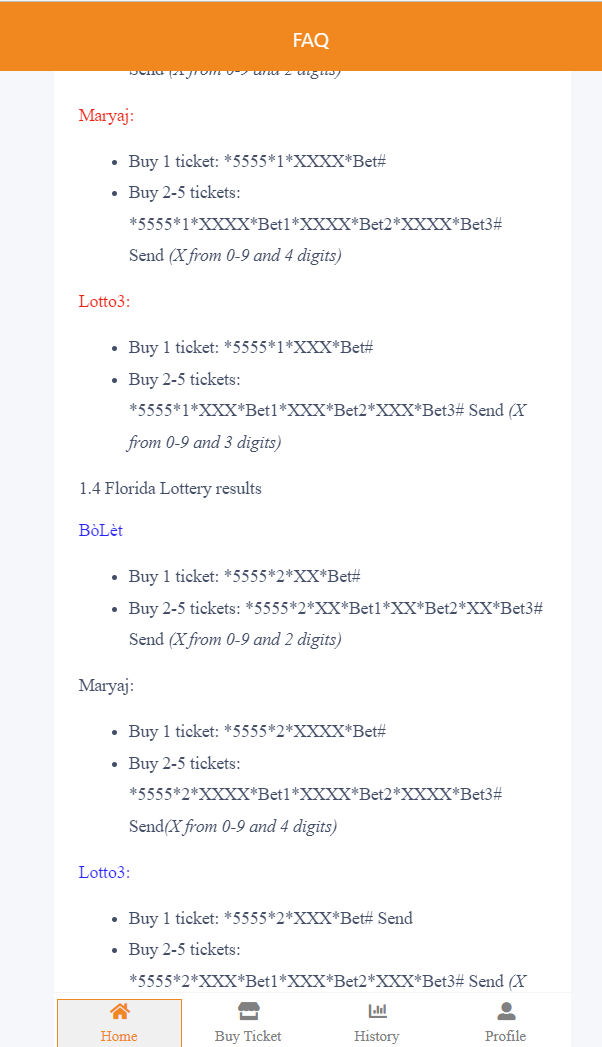 FAQ
Send (X from 0-9 and 2 digits)
Maryaj:
Buy 1 ticket: *5555*1*XXXX*Bet#
Buy 2-5 tickets:
*5555*1*XXXX*Bet1*XXXX*Bet2*XXXX*Bet3#
Send (X from 0-9 and 4 digits)
Lotto3:
Buy 1 ticket: *5555*1*XXX*Bet#
Buy 2-5 tickets:
*5555*1*XXX*Bet1*XXX*Bet2*XXX*Bet3# Send (X
from 0-9 and 3 digits)
1.4 Florida Lottery results
BòLèt
Buy 1 ticket: *5555*2*XX*Bet#
Buy 2-5 tickets: *5555*2*XX*Bet1*XX*Bet2*XX*Bet3#
Send (X from 0-9 and 2 digits)
Maryaj:
Buy 1 ticket: *5555*2*XXXX*Bet#
Buy 2-5 tickets:
*5555*2*XXXX*Bet1*XXXX*Bet2*XXXX*Bet3#
Send(X from 0-9 and 4 digits)
Lotto3:
Buy 1 ticket: *5555*2*XXX*Bet# Send
Buy 2-5 tickets:
*5555*2*XXX*Bet1*XXX*Bet2*XXX*Bet3# Send (X
Home
Buy Ticket
History
Profile